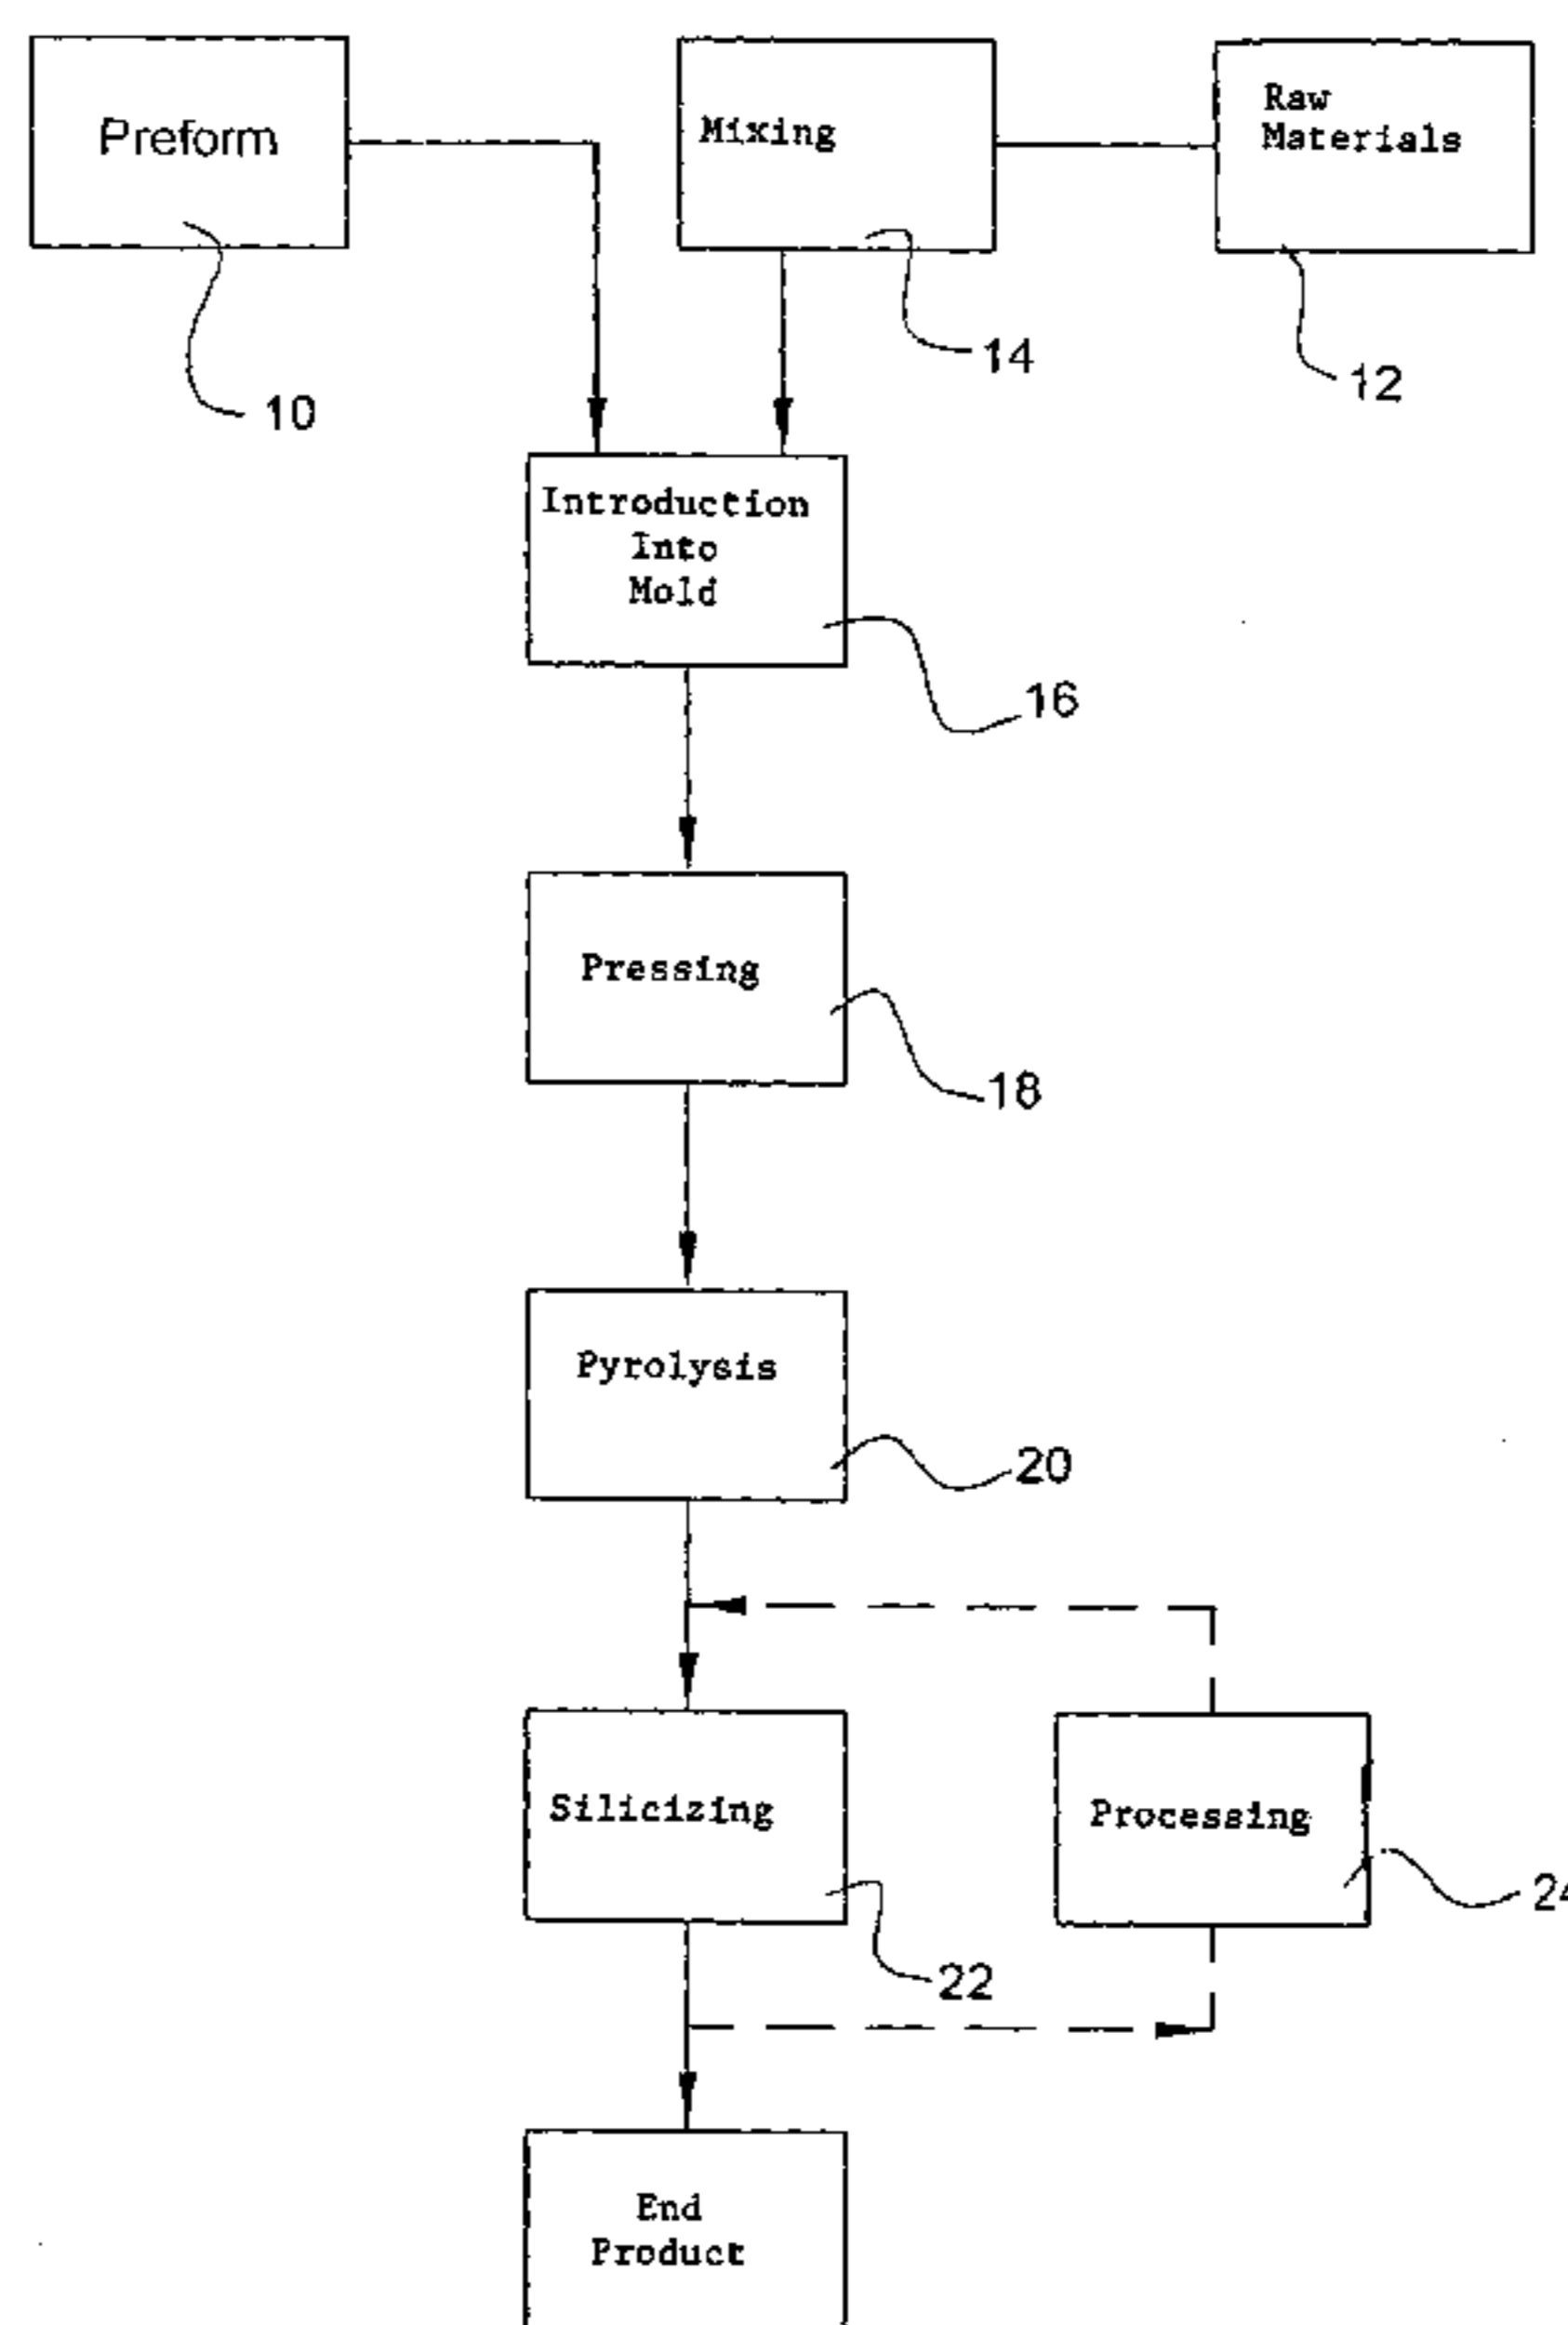 Preform
Mixing
Raw
Materials
14
12
10
Introduction
Into
Mold
16
Pressing
18
Pyrolysis
20
Silicizing
Processing
24
22
End
Product